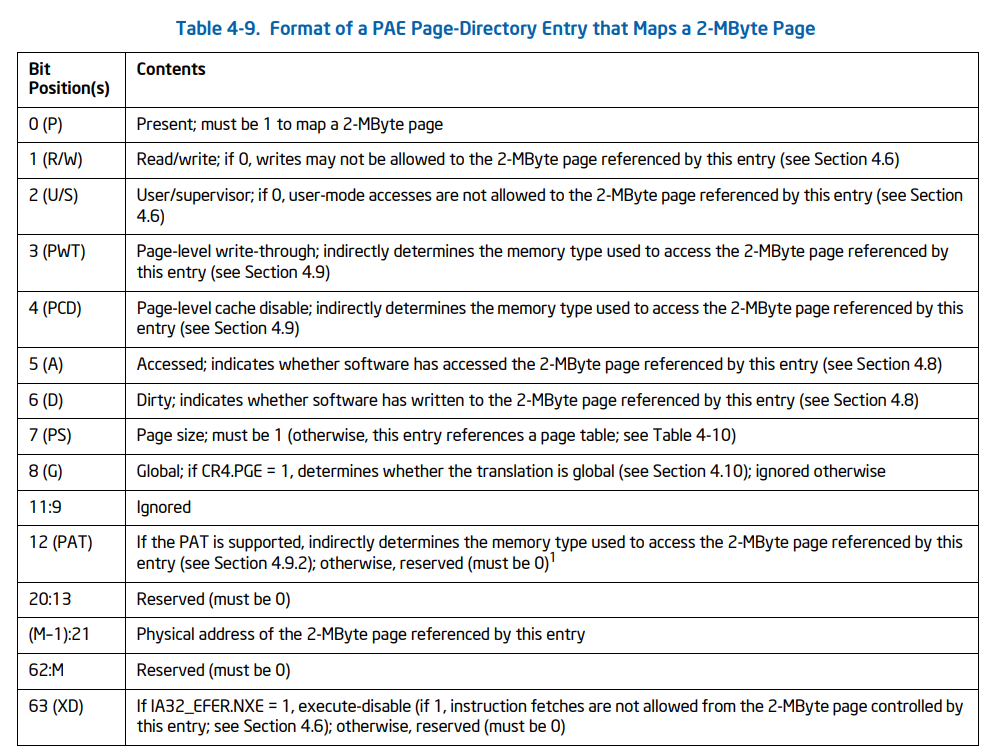 Table 4-9. Format of a PAE Page-Directory Entry that Maps a 2-MByte Page
Bit Position(s) Contents
0 (P) Present; must be 1 to map a 2-MByte page
1 (R/W) Read/write; if 0, writes may not be allowed to the 2-MByte page referenced by this entry (see Section 4.6)
2 (U/S) User/supervisor; if 0, user-mode accesses are not allowed to the 2-MByte page referenced by this entry (see Section
4.6)
3 (PWT) Page-level write-through; indirectly determines the memory type used to access the 2-MByte page referenced by
this entry (see Section 4.9)
4 (PCD) Page-level cache disable; indirectly determines the memory type used to access the 2-MByte page referenced by this
entry (see Section 4.9)
5 (A) Accessed; indicates whether software has accessed the 2-MByte page referenced by this entry (see Section 4.8)
6 (D) Dirty; indicates whether software has written to the 2-MByte page referenced by this entry (see Section 4.8)
7 (PS) Page size; must be 1 (otherwise, this entry references a page table; see Table 4-10)
8 (G) Global; if CR4.PGE = 1, determines whether the translation is global (see Section 4.10); ignored otherwise
11:9 Ignored
12 (PAT) If the PAT is supported, indirectly determines the memory type used to access the 2-MByte page referenced by this
entry (see Section 4.9.2); otherwise, reserved (must be 0)1
20:13 Reserved (must be 0)
(M–1):21 Physical address of the 2-MByte page referenced by this entry
62:M Reserved (must be 0)
63 (XD) If IA32_EFER.NXE = 1, execute-disable (if 1, instruction fetches are not allowed from the 2-MByte page controlled by
this entry; see Section 4.6); otherwise, reserved (must be 0)